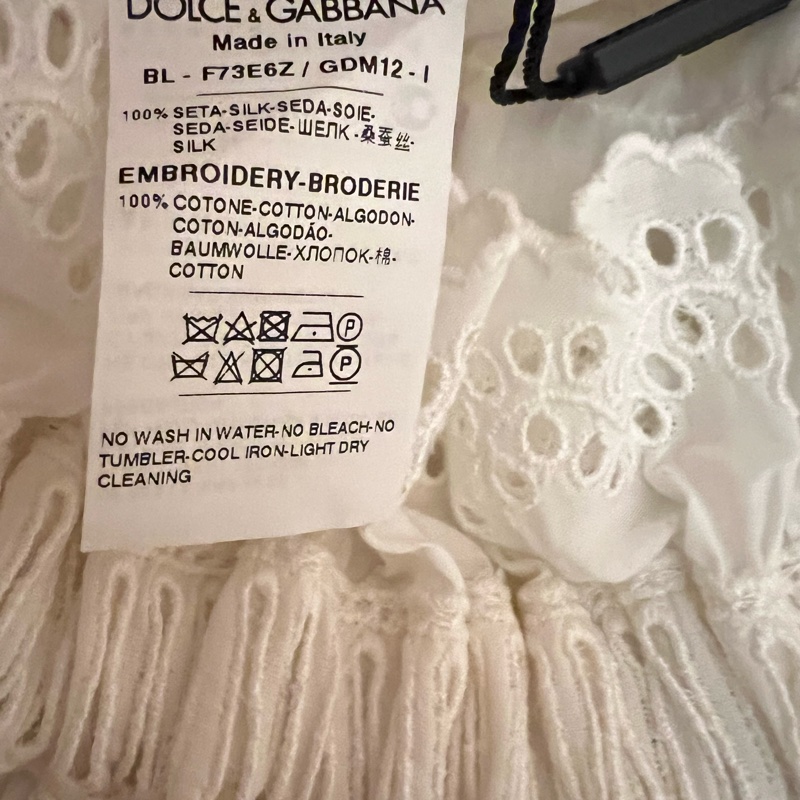 DOLCE & GABBANA
Made in Italy
BL - F73E6Z / GDM12 - I
100% SETA-SILK-SEDA-SOIE-
SEDA-SEIDE-ШЕЛК-桑蚕丝-
SILK
EMBROIDERY-BRODERIE
100% COTONE-COTTON-ALGODON-
COTON-ALGODÃO-
BAUMWOLLE-ХЛОПОК-棉-
COTTON
P
P
NO WASH IN WATER-NO BLEACH-NO
TUMBLER-COOL IRON-LIGHT DRY
CLEANING